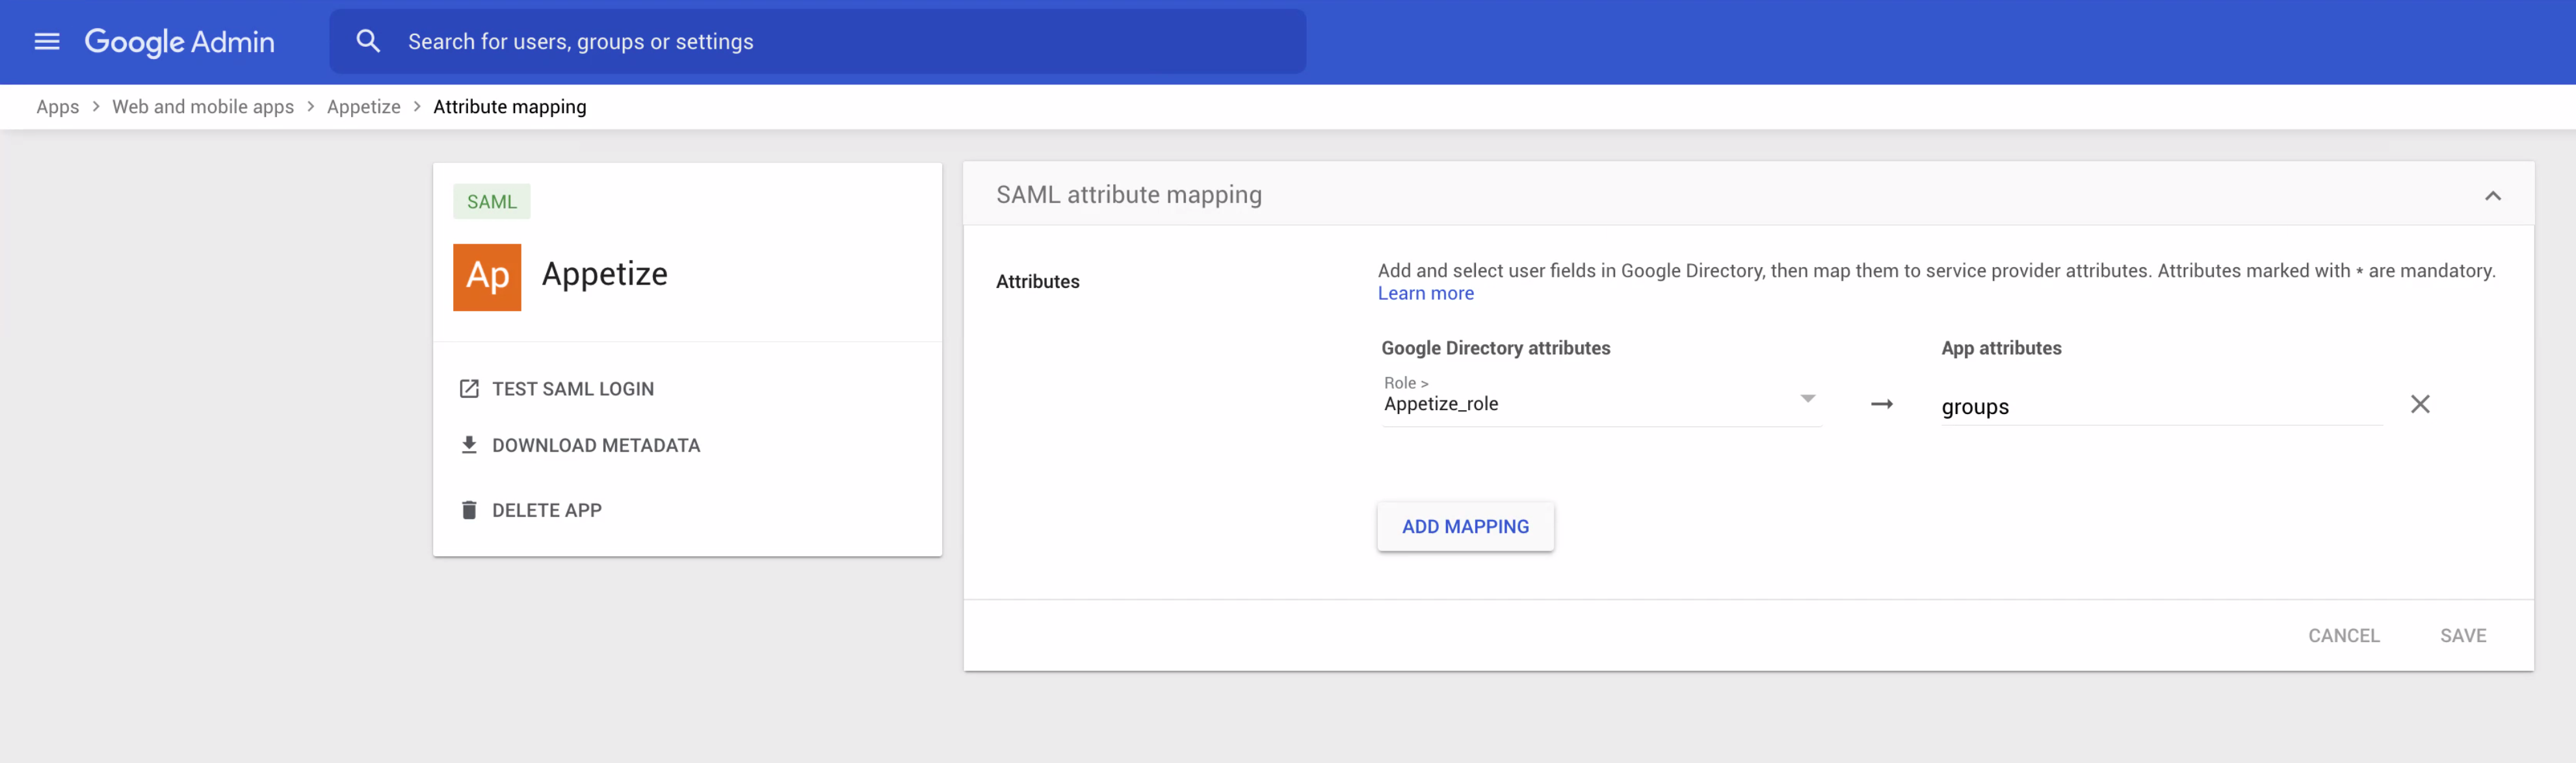 Google Admin
Search for users, groups or settings
Apps > Web and mobile apps > Appetize > Attribute mapping
SAML
Ap
Appetize
TEST SAML LOGIN
DOWNLOAD METADATA
DELETE APP
SAML attribute mapping
Attributes
Add and select user fields in Google Directory, then map them to service provider attributes. Attributes marked with * are mandatory.
Learn more
Google Directory attributes
App attributes
Role >
Appetize_role
groups
ADD MAPPING
CANCEL
SAVE